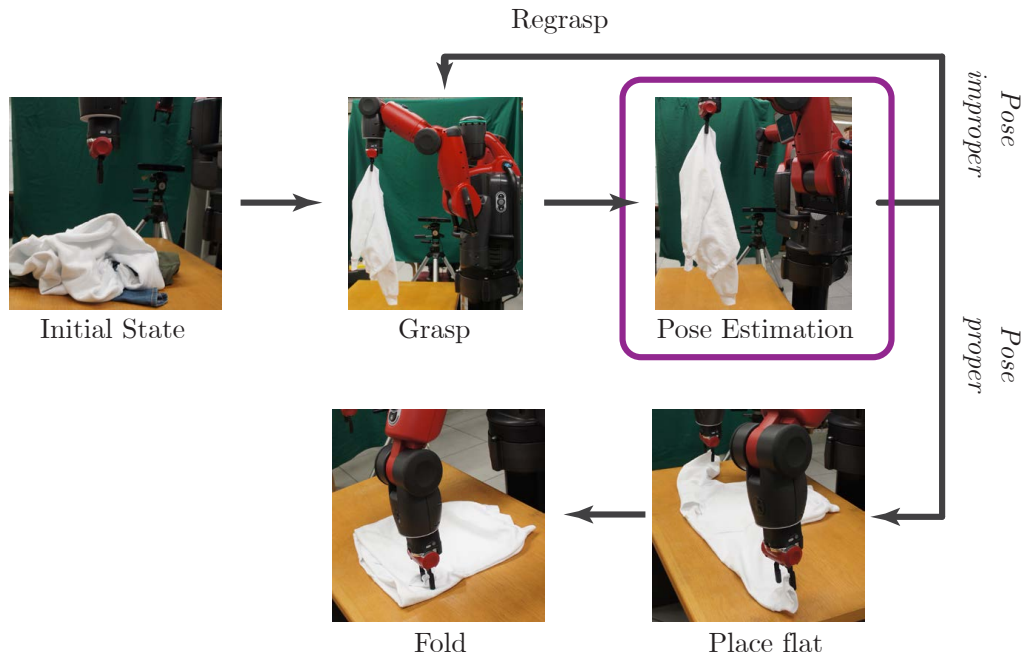 Regrasp
Pose
improper
Initial State
Grasp
Pose Estimation
Pose
proper
Fold
Place flat